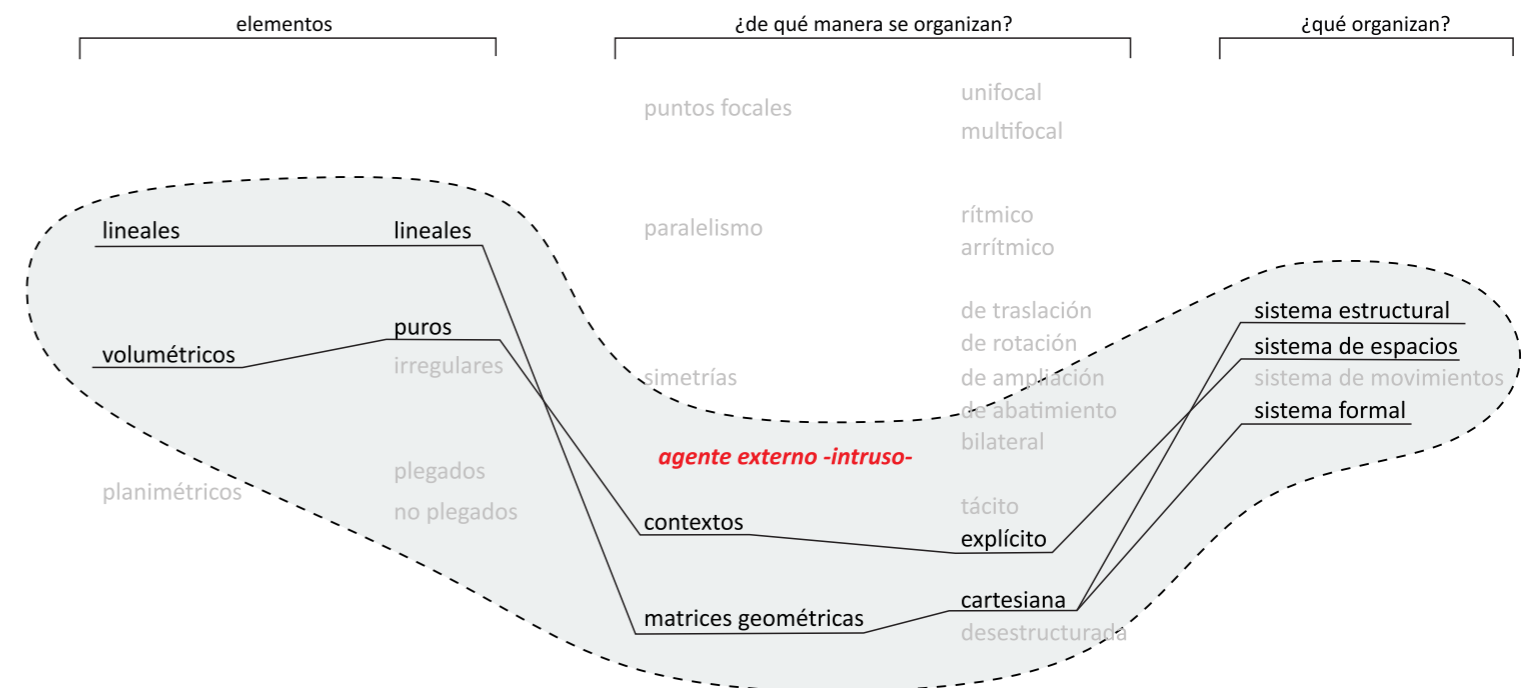 elementos
¿de qué manera se organizan?
¿qué organizan?
puntos focales
unifocal
multifocal
lineales
lineales
paralelismo
rítmico
arrítmico
volumétricos
puros
irregulares
simetrías
de traslación
de rotación
de ampliación
de abatimiento
bilateral
sistema estructural
sistema de espacios
sistema de movimientos
sistema formal
agente externo -intruso-
planimétricos
plegados
no plegados
contextos
tácito
explícito
matrices geométricas
cartesiana
desestructurada